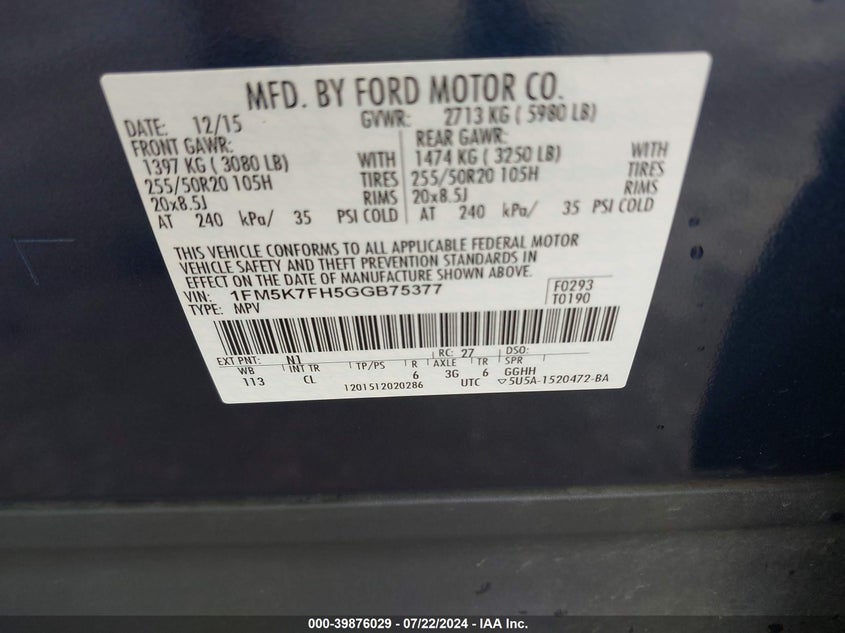 MFD. BY FORD MOTOR CO.
DATE: 12/15 GVWR: 2713 KG ( 5980 LB)
FRONT GAWR: REAR GAWR:
1397 KG ( 3080 LB) WITH 1474 KG ( 3250 LB) WITH
255/50R20 105H TIRES 255/50R20 105H TIRES
20x8.5J RIMS 20x8.5J RIMS
AT 240 kPa/ 35 PSI COLD AT 240 kPa/ 35 PSI COLD
THIS VEHICLE CONFORMS TO ALL APPLICABLE FEDERAL MOTOR
VEHICLE SAFETY AND THEFT PREVENTION STANDARDS IN
EFFECT ON THE DATE OF MANUFACTURE SHOWN ABOVE.
VIN: 1FM5K7FH5GGB75377 F0293
TYPE: MPV T0190
EXT PNT: N1 RC: 27 DSO:
WB INT TR TP/PS R AXLE TR SPR
113 CL 6 3G 6 GGHH
1201512020286 UTC ▽5U5A-1520472-BA
000-39876029 - 07/22/2024 - IAA Inc.